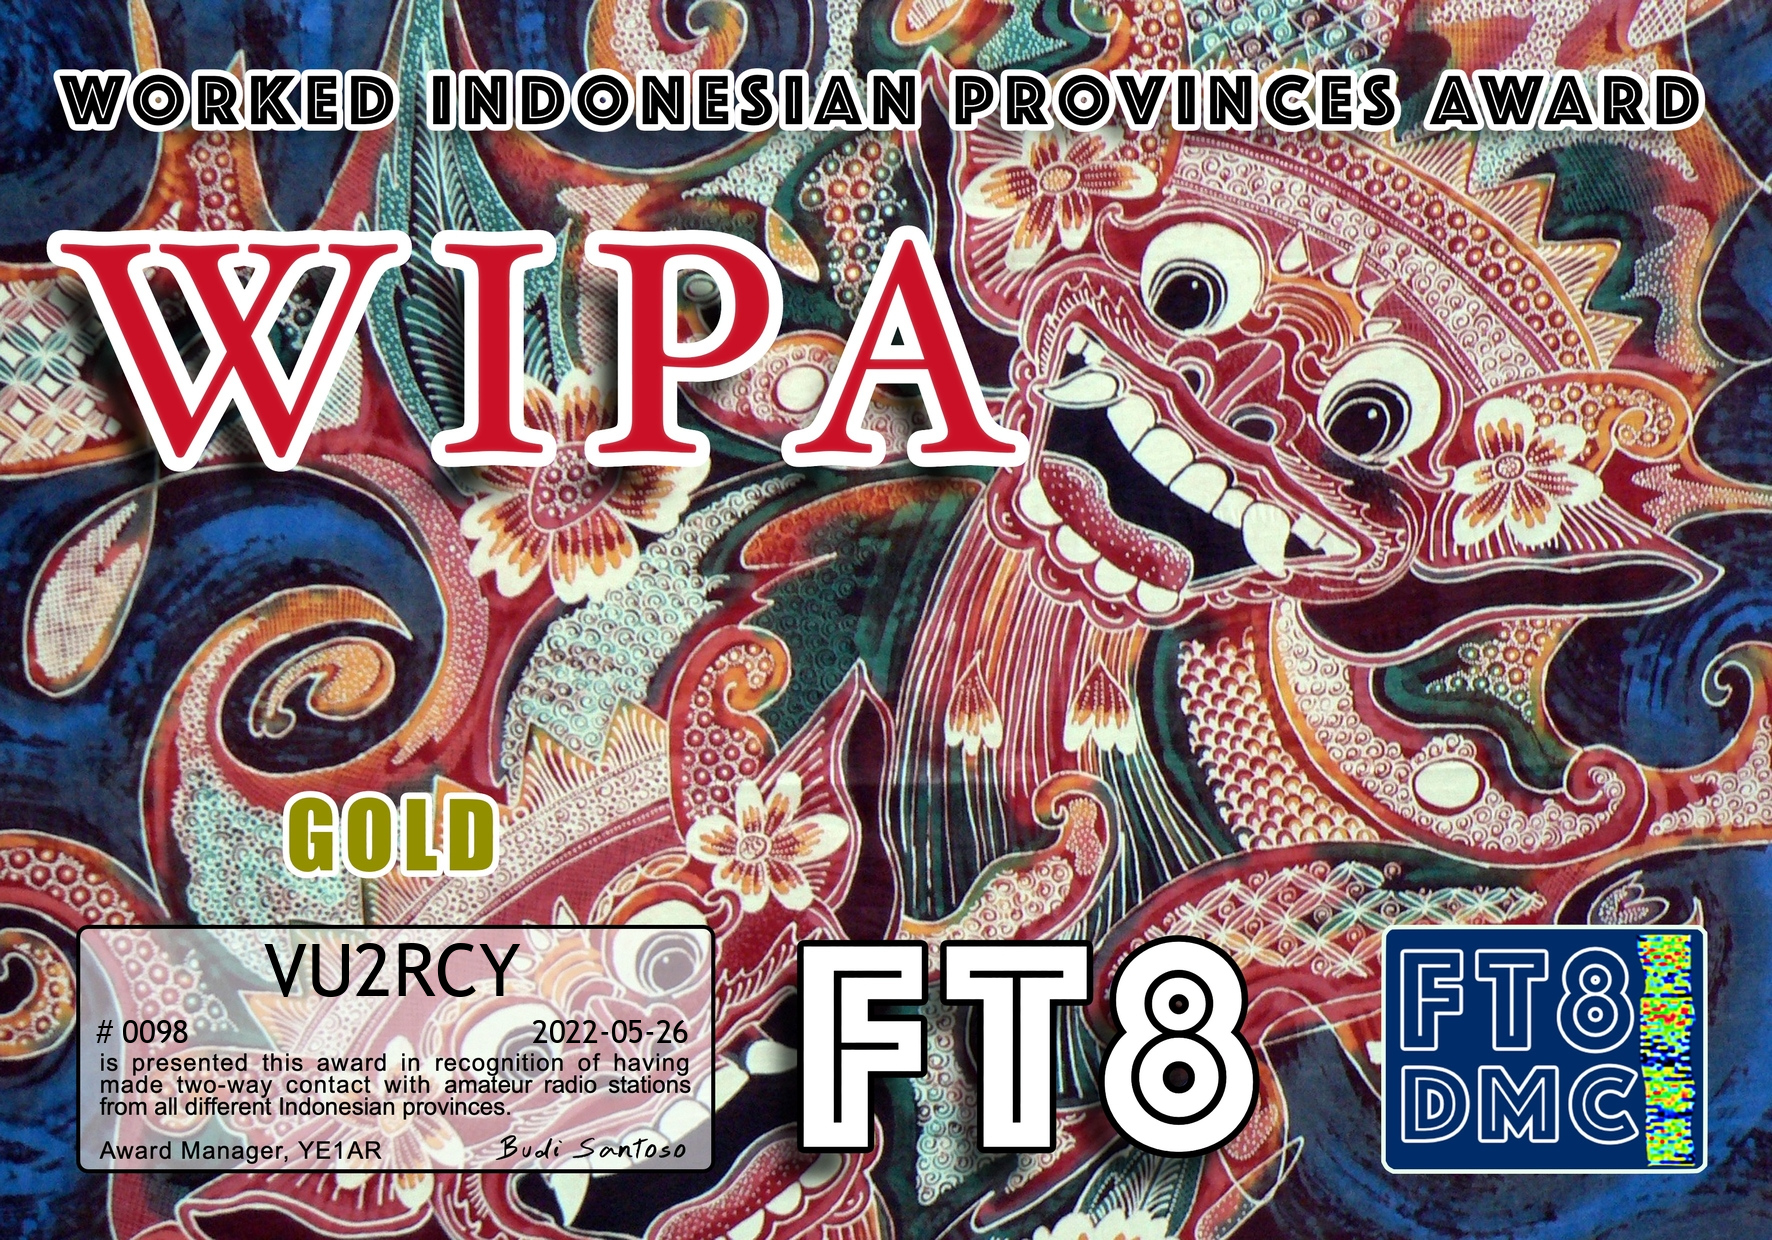 WORKED INDONESIAN PROVINCES AWARD
WIPA
GOLD
VU2RCY
# 0098 2022-05-26
is presented this award in recognition of having
made two-way contact with amateur radio stations
from all different Indonesian provinces.
Award Manager, YE1AR Budi Santoso
FT8
FT8
DMC